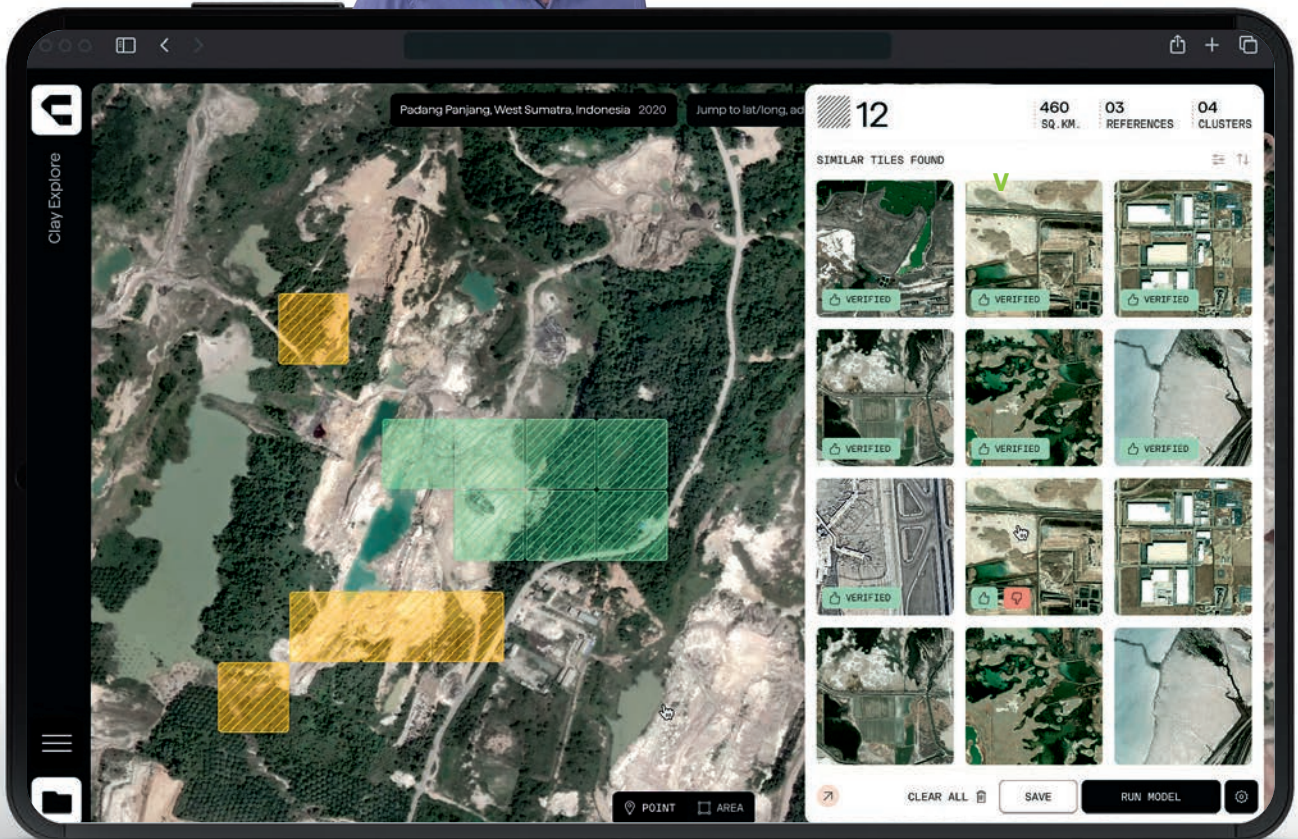 Clay Explore
Padang Panjang, West Sumatra, Indonesia 2020
Jump to lat/long, ad
12
460
SQ.KM.
03
REFERENCES
04
CLUSTERS
SIMILAR TILES FOUND
V
VERIFIED
VERIFIED
VERIFIED
VERIFIED
VERIFIED
VERIFIED
VERIFIED
POINT
AREA
CLEAR ALL
SAVE
RUN MODEL